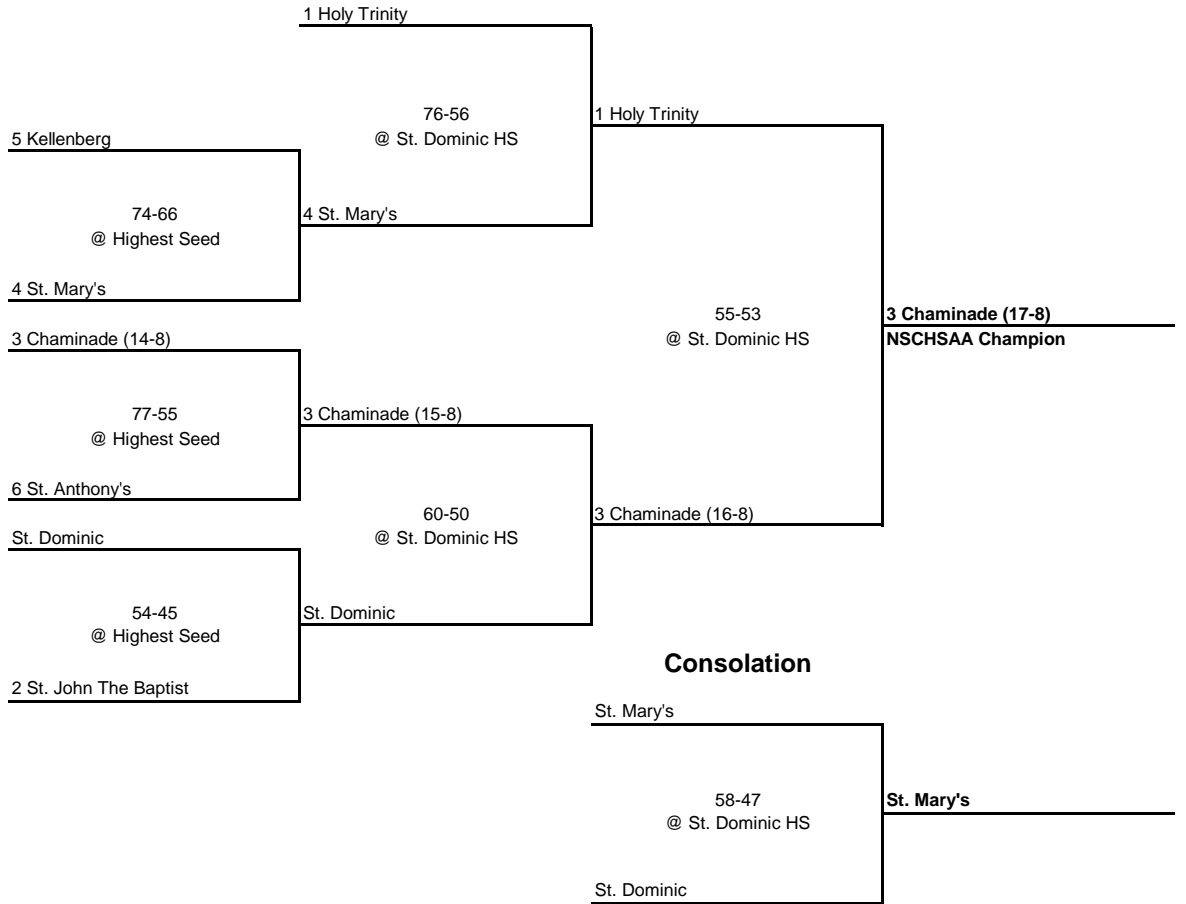 1 Holy Trinity
76-56
@ St. Dominic HS
1 Holy Trinity
5 Kellenberg
74-66
@ Highest Seed
4 St. Mary's
4 St. Mary's
55-53
@ St. Dominic HS
3 Chaminade (17-8)
NSCHSAA Champion
3 Chaminade (14-8)
77-55
@ Highest Seed
3 Chaminade (15-8)
6 St. Anthony's
60-50
@ St. Dominic HS
3 Chaminade (16-8)
St. Dominic
54-45
@ Highest Seed
St. Dominic
2 St. John The Baptist
Consolation
St. Mary's
58-47
@ St. Dominic HS
St. Mary's
St. Dominic